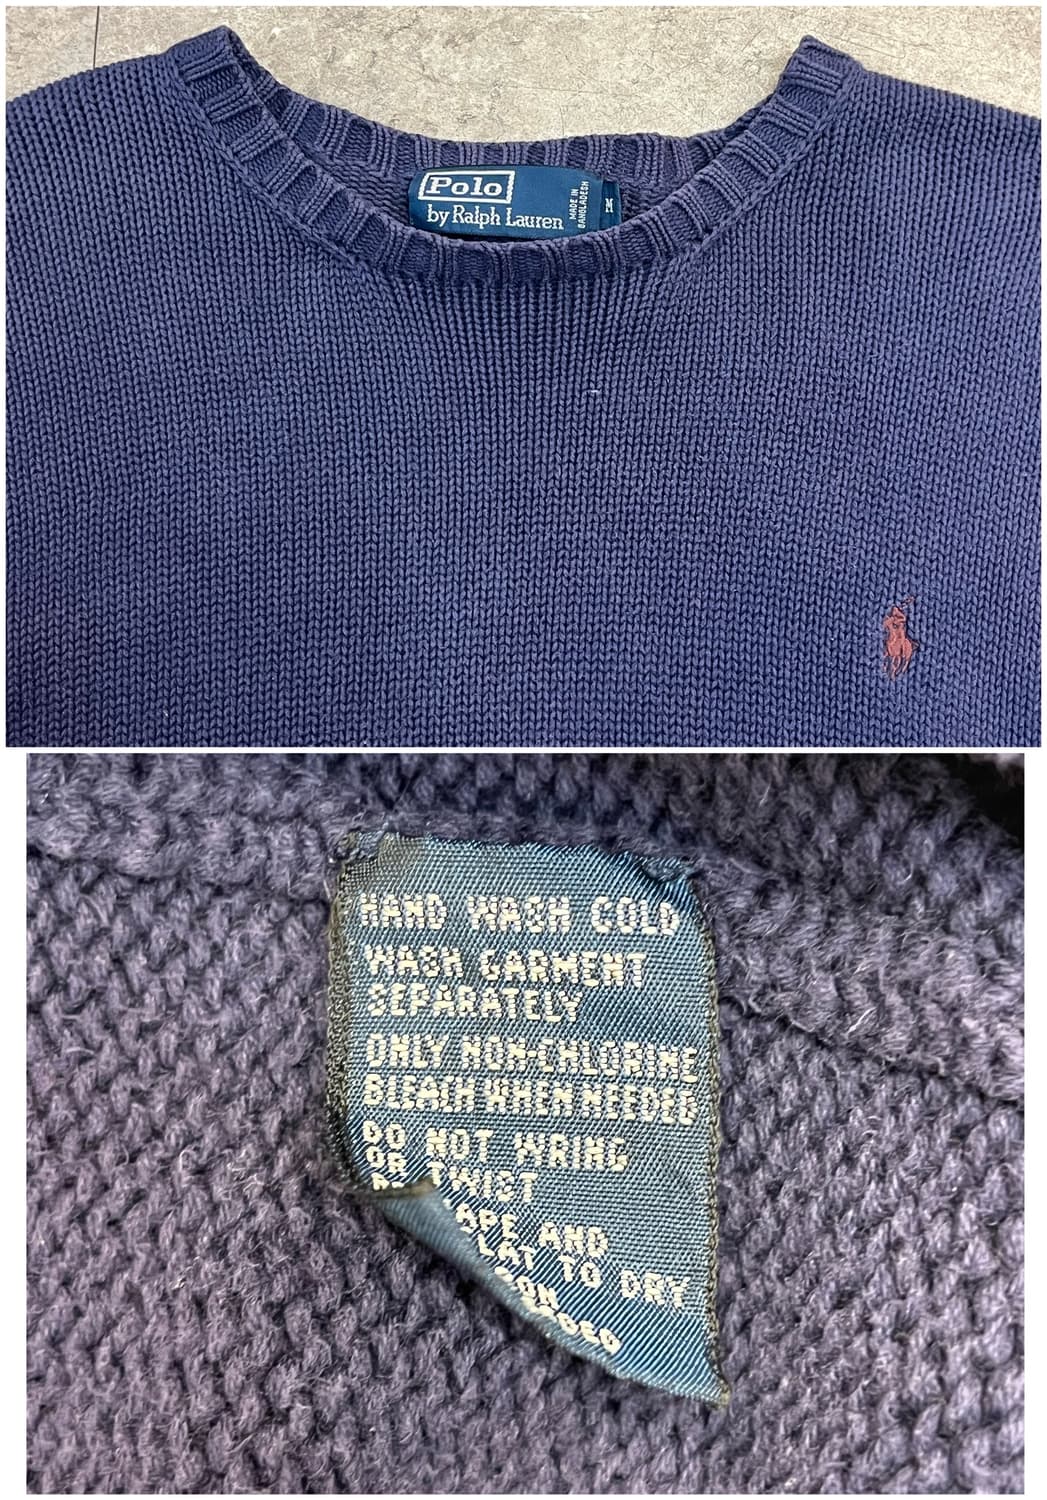 Polo
by Ralph Lauren
MADE IN
BANGLADESH
M
HAND WASH COLD
WASH GARMENT
SEPARATELY
ONLY NON-CHLORINE
BLEACH WHEN NEEDED
DO NOT WRING
OR TWIST
APE AND
LAT TO DRY